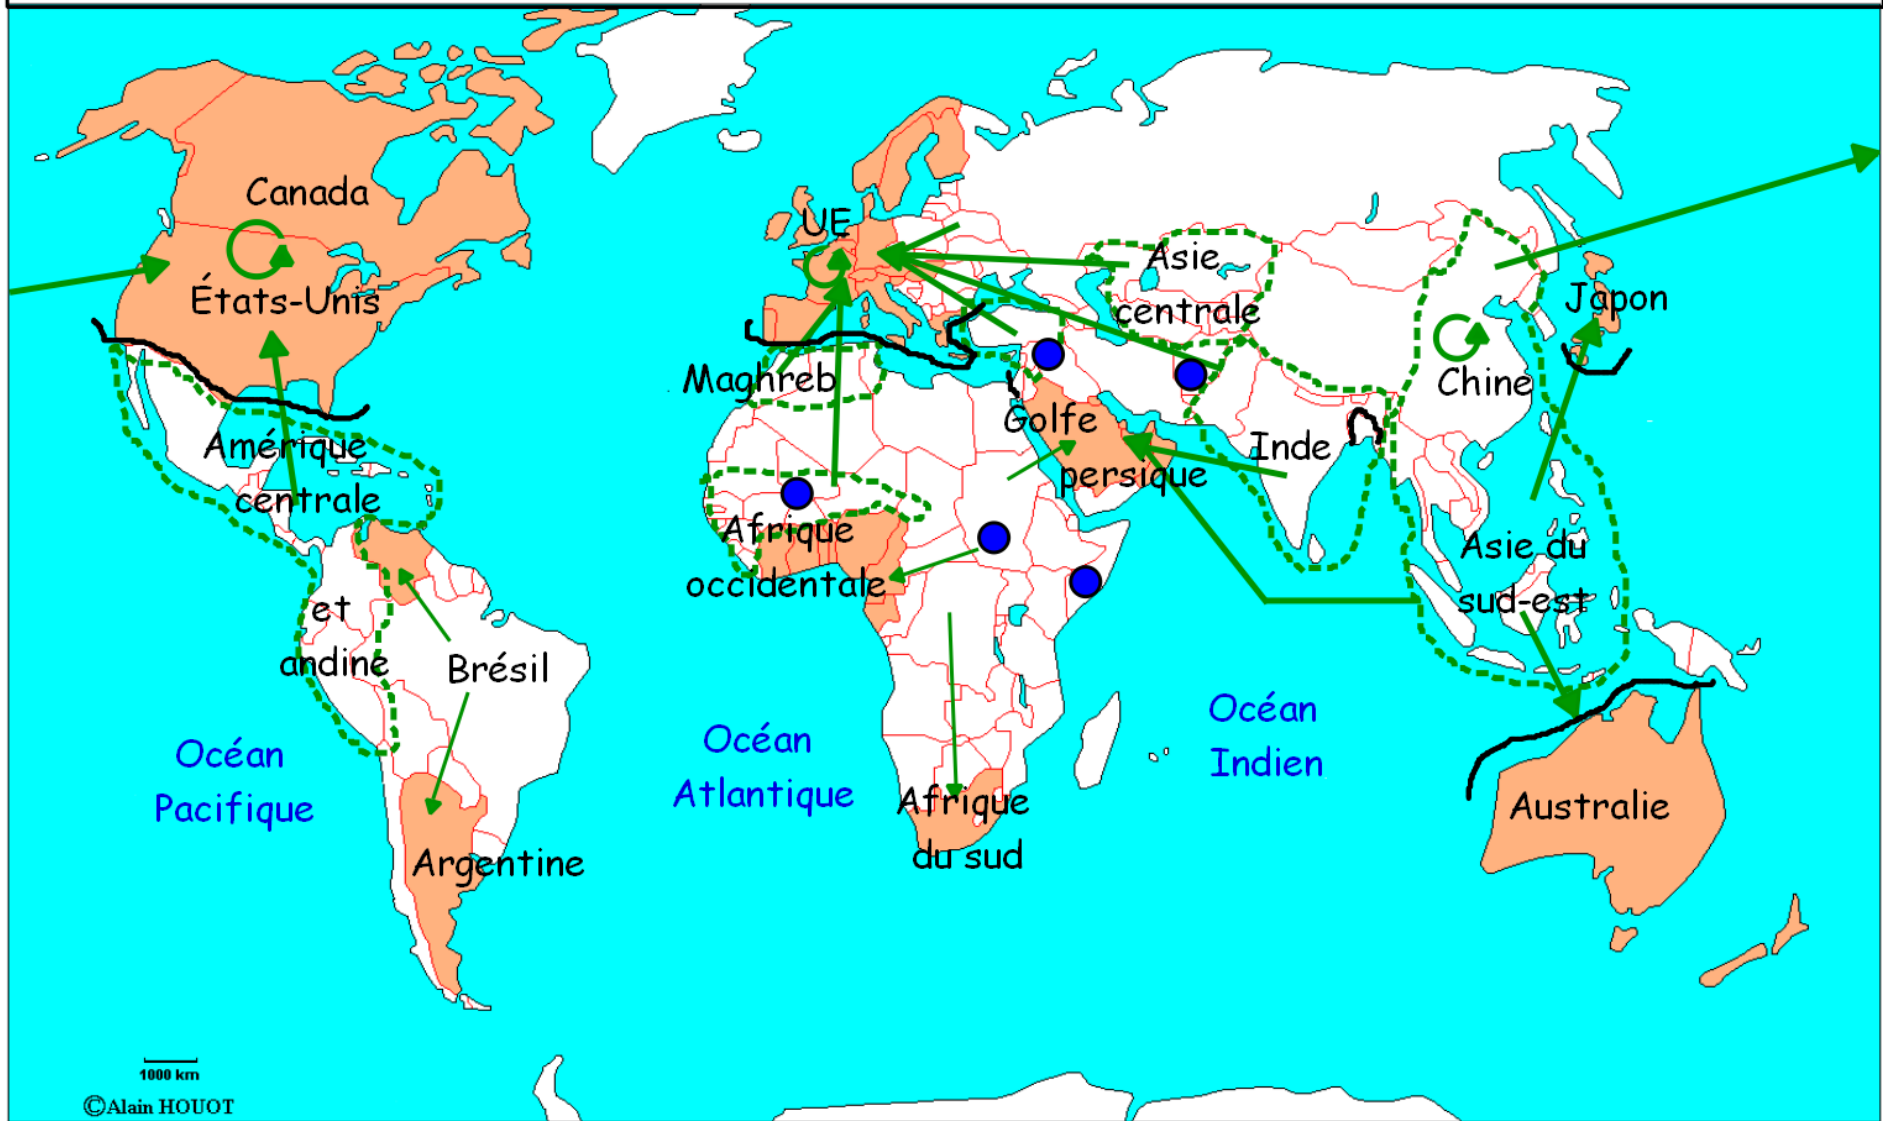 Canada
États-Unis
UE
Asie
centrale
Japon
Chine
Maghreb
Golfe
persique
Inde
Amérique
centrale
et
andine
Afrique
occidentale
Asie du
sud-est
Brésil
Océan
Pacifique
Océan
Atlantique
Océan
Indien
Afrique
du sud
Australie
Argentine
1000 km
©Alain HOUOT